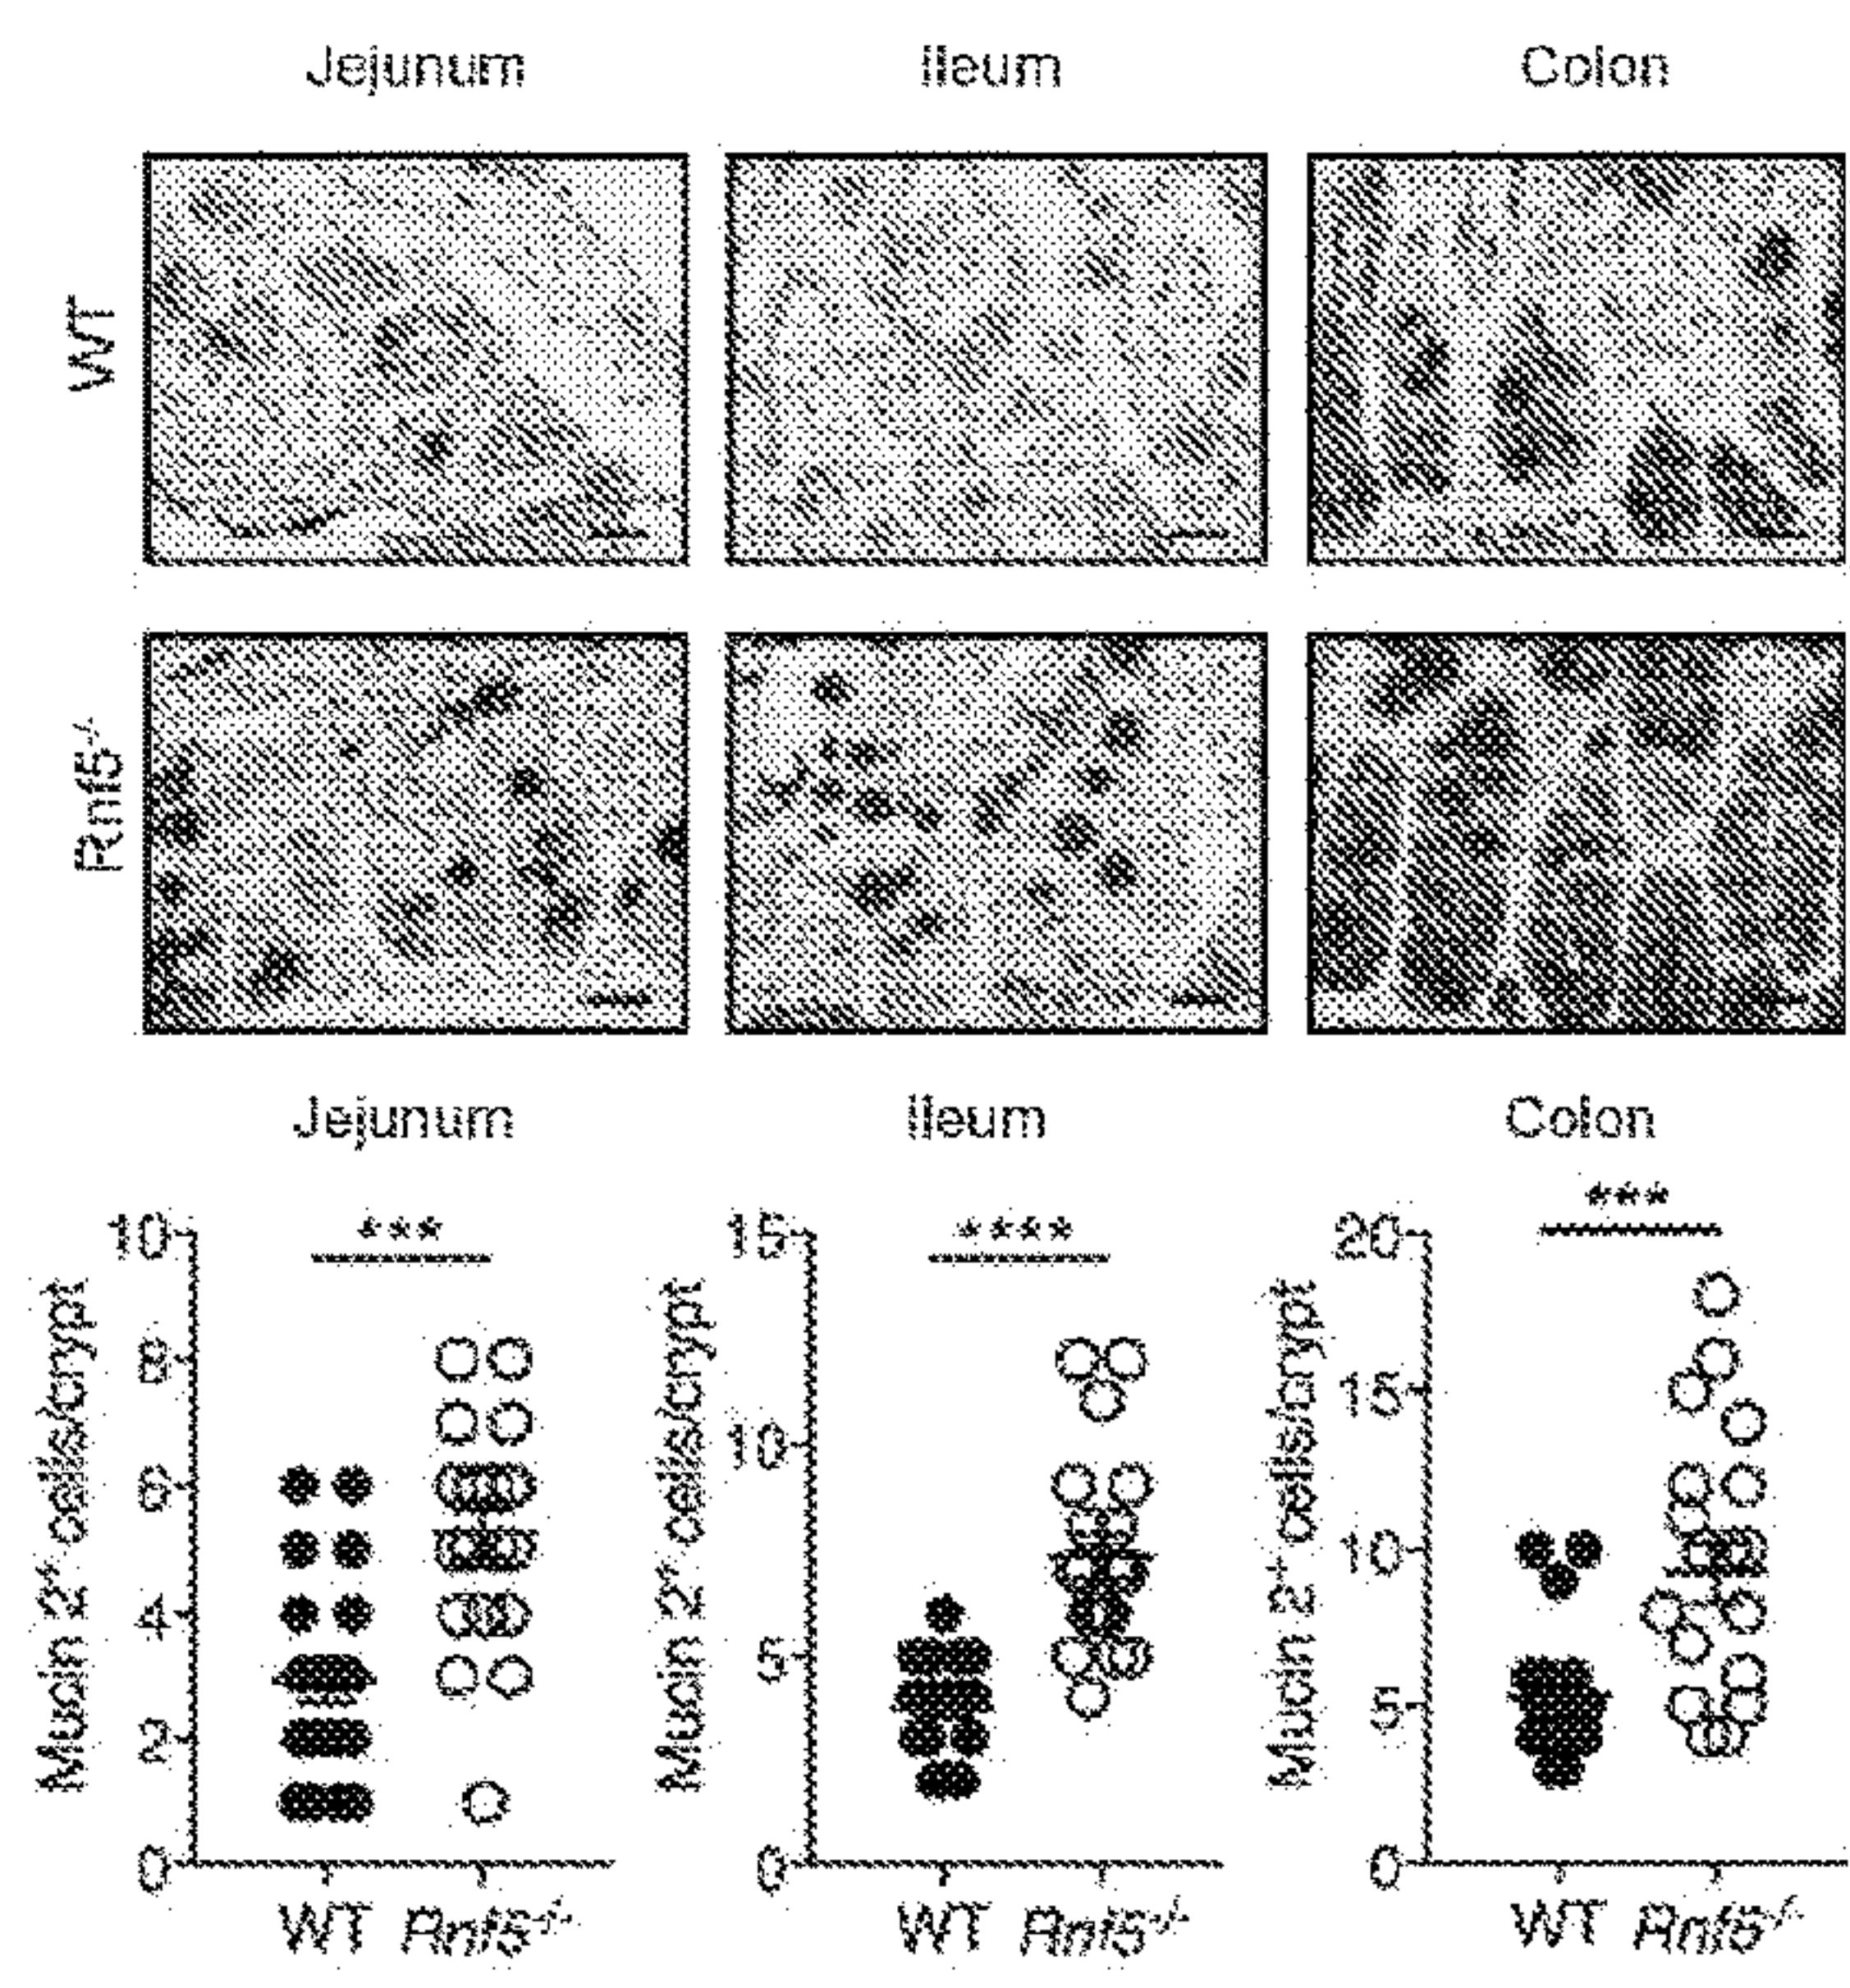 Jejunum Ileum Colon
WT
Rnf5-/-
Jejunum Ileum Colon
*** **** ***
Mucin 2+ cells/crypt
10
8
6
4
2
0
WT Rnf5-/-
Mucin 2+ cells/crypt
15
10
5
0
WT Rnf5-/-
Mucin 2+ cells/crypt
20
15
10
5
0
WT Rnf5-/-